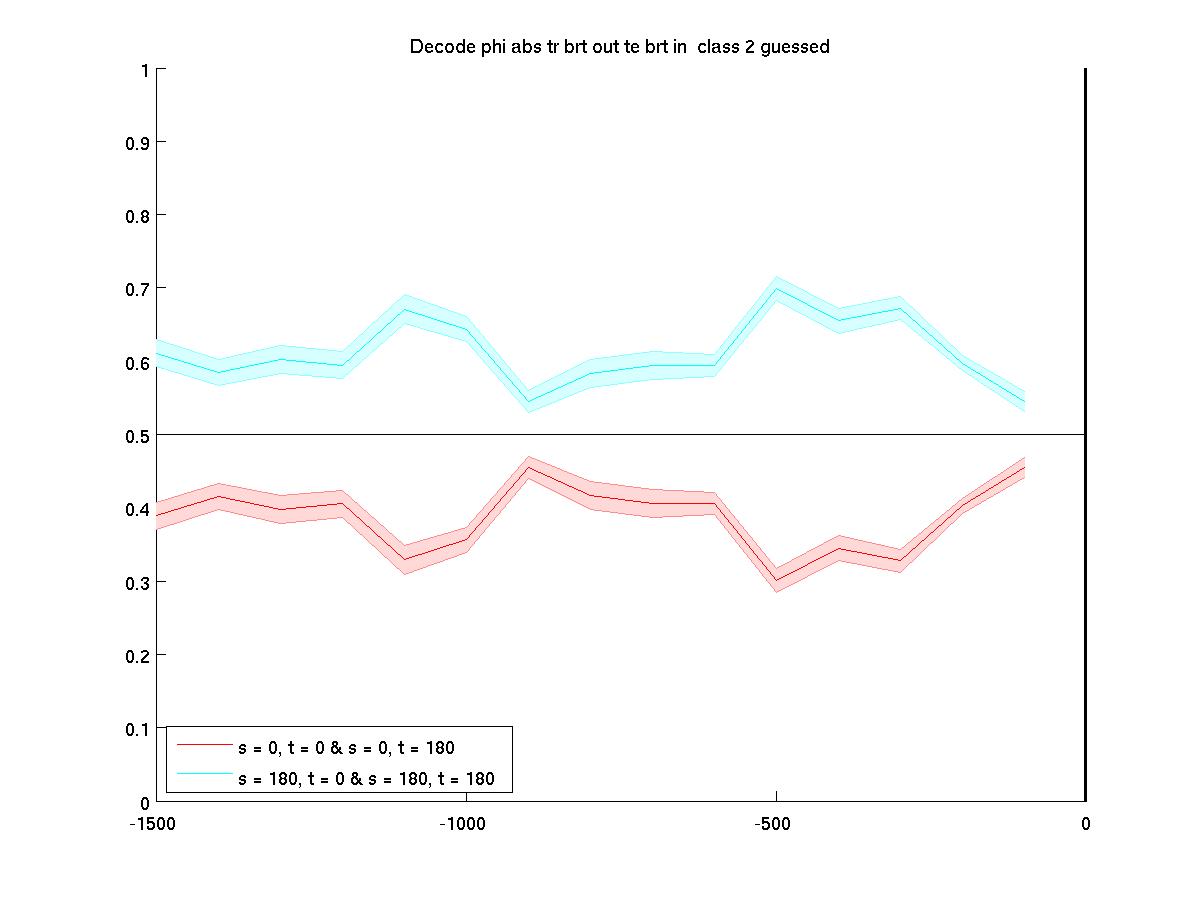 Decode phi abs tr brt out te brt in  class 2 guessed
1
0.9
0.8
0.7
0.6
0.5
0.4
0.3
0.2
0.1
0
s = 0, t = 0 & s = 0, t = 180
s = 180, t = 0 & s = 180, t = 180
-1500 -1000 -500 0